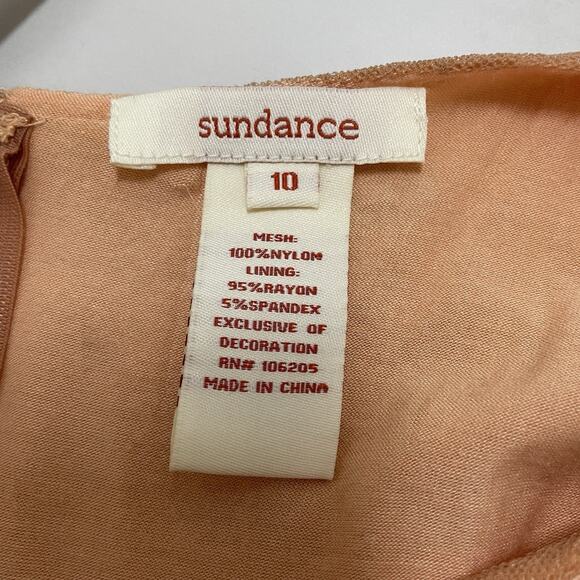 sundance
10
MESH:
100%NYLON
LINING:
95%RAYON
5%SPANDEX
EXCLUSIVE OF
DECORATION
RN# 106205
MADE IN CHINA